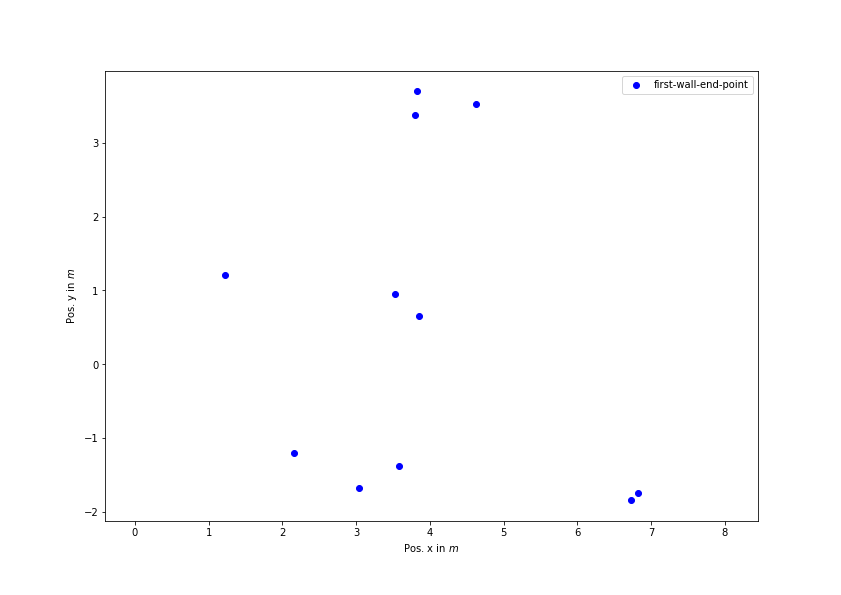 first-wall-end-point
3
2
1
0
−1
−2
Pos. y in m
0 1 2 3 4 5 6 7 8
Pos. x in m